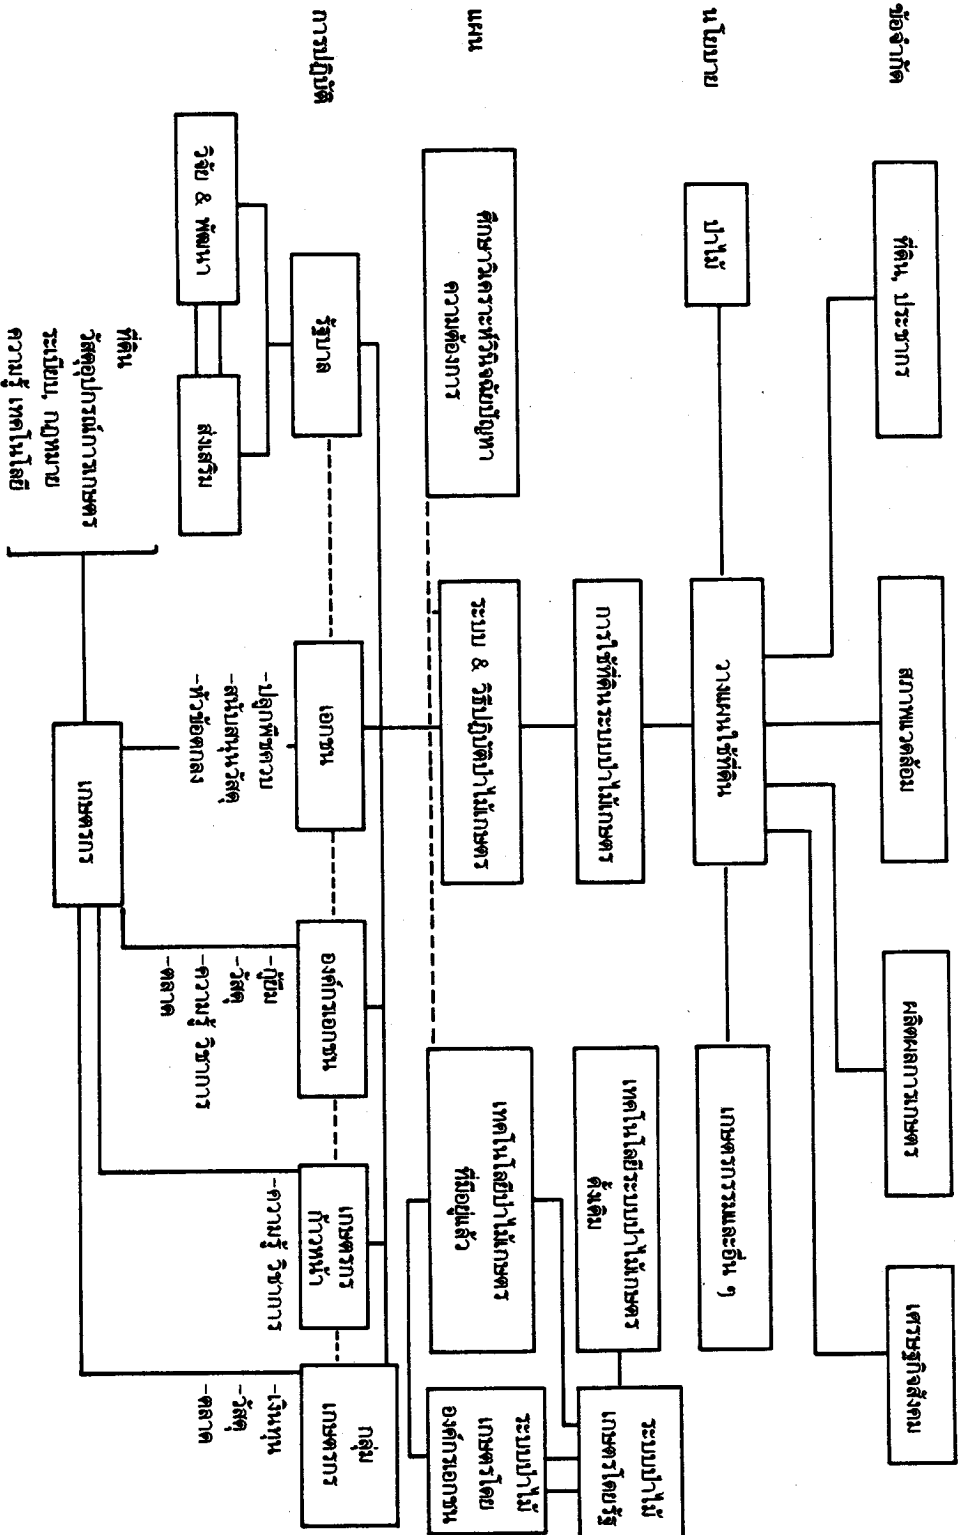 ข้อจำกัด
ที่ดิน, ประชากร
สภาพแวดล้อม
ผลิตผลการเกษตร
เศรษฐกิจสังคม
นโยบาย
ป่าไม้
วางแผนใช้ที่ดิน
เกษตรกรรมและอื่น ๆ
การใช้ที่ดินระบบป่าไม้เกษตร
เทคโนโลยีระบบป่าไม้เกษตร
ดั้งเดิม
ระบบป่าไม้
เกษตรโดยรัฐ
แผน
ศึกษาวิเคราะห์วินิจฉัยปัญหา
ความต้องการ
ระบบ & วิธีปฏิบัติป่าไม้เกษตร
เทคโนโลยีป่าไม้เกษตร
ที่มีอยู่แล้ว
ระบบป่าไม้
เกษตรโดย
องค์กรเอกชน
การปฏิบัติ
รัฐบาล
เอกชน
องค์กรเอกชน
เกษตรกร
ก้าวหน้า
กลุ่ม
เกษตรกร
วิจัย & พัฒนา
ส่งเสริม
-ปลูกพืชควบ
-สนับสนุนวัสดุ
-หัวข้อตกลง
-กู้ยืม
-วัสดุ
-ความรู้ วิชาการ
-ตลาด
-ความรู้ วิชาการ
-เงินทุน
-วัสดุ
-ตลาด
ที่ดิน
วัสดุอุปกรณ์การเกษตร
ระเบียบ, กฎหมาย
ความรู้ เทคโนโลยี
เกษตรกร